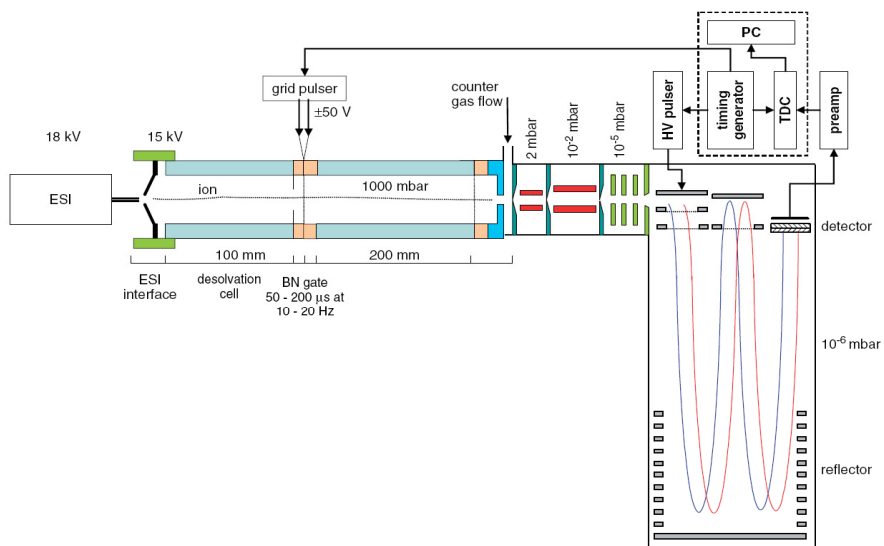 PC
HV pulser
timing
generator
TDC
preamp
grid pulser
±50 V
counter
gas flow
18 kV
15 kV
2 mbar
10⁻² mbar
10⁻⁵ mbar
ESI
ion
1000 mbar
detector
100 mm
200 mm
ESI
interface
desolvation
cell
BN gate
50 - 200 µs at
10 - 20 Hz
10⁻⁶ mbar
reflector